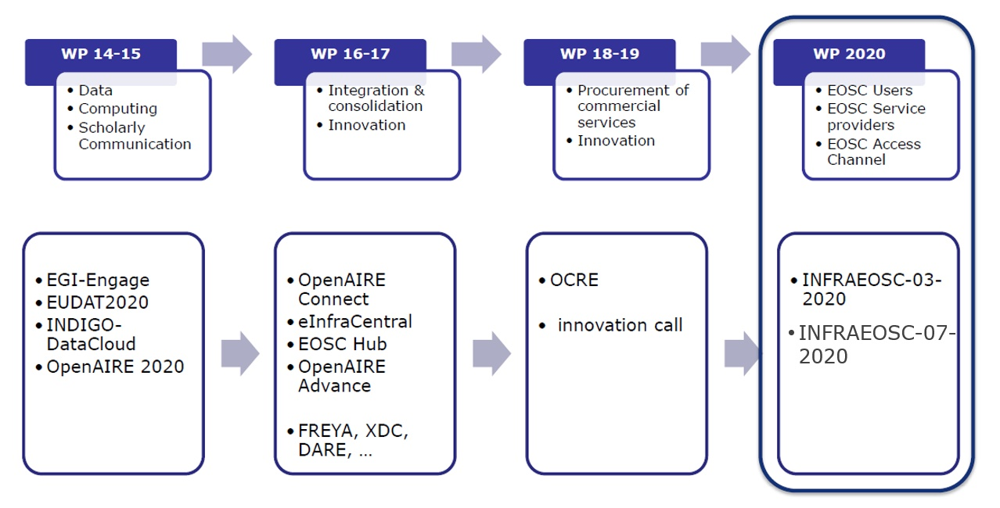 WP 14-15
• Data
• Computing
• Scholarly
Communication
WP 16-17
• Integration &
consolidation
• Innovation
WP 18-19
• Procurement of
commercial
services
• Innovation
WP 2020
• EOSC Users
• EOSC Service
providers
• EOSC Access
Channel
• EGI-Engage
• EUDAT2020
• INDIGO-
DataCloud
• OpenAIRE 2020
• OpenAIRE
Connect
• eInfraCentral
• EOSC Hub
• OpenAIRE
Advance
• FREYA, XDC,
DARE, …
• OCRE
• innovation call
• INFRAEOSC-03-
2020
• INFRAEOSC-07-
2020